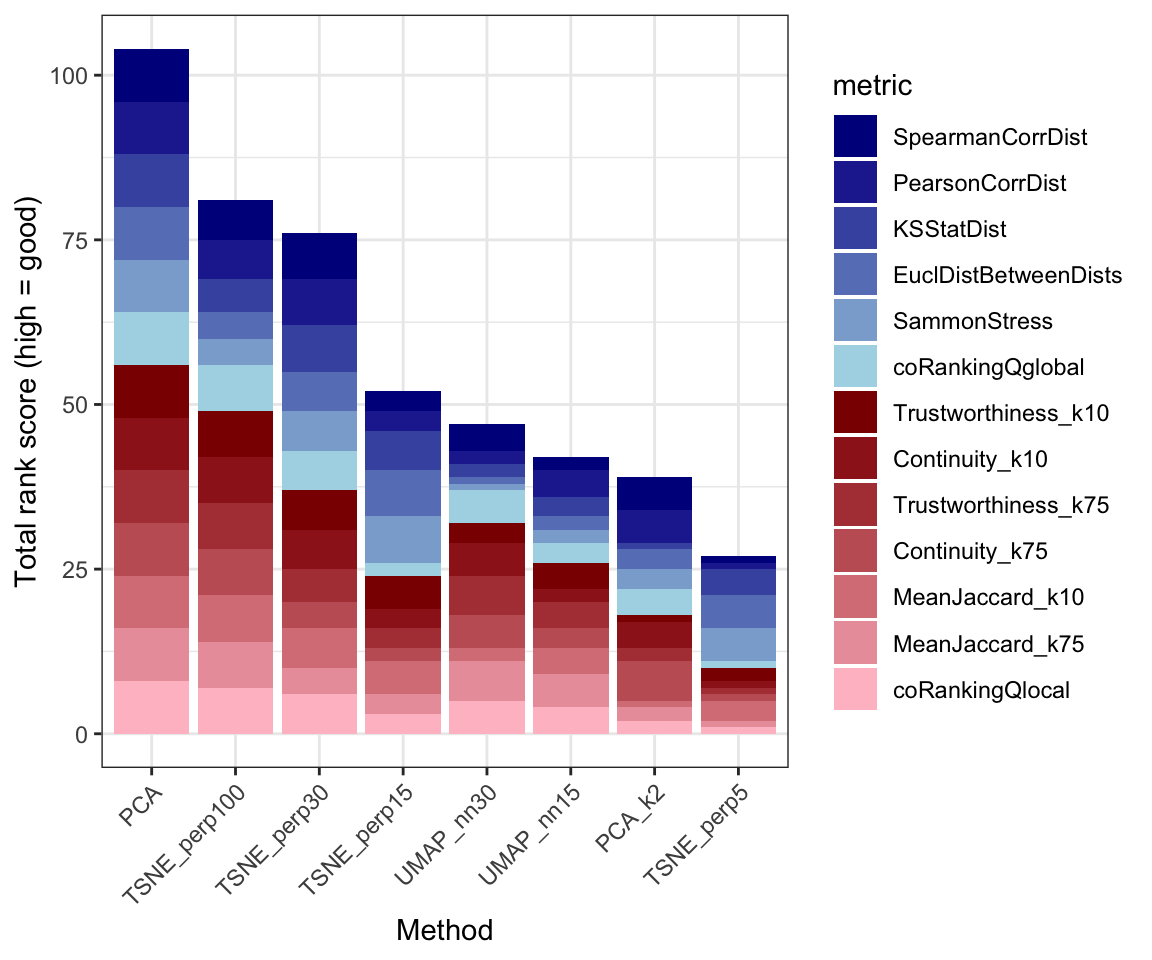 Total rank score (high = good)
100
75
50
25
0
PCA
TSNE_perp100
TSNE_perp30
TSNE_perp15
UMAP_nn30
UMAP_nn15
PCA_k2
TSNE_perp5
Method
metric
SpearmanCorrDist
PearsonCorrDist
KSStatDist
EuclDistBetweenDists
SammonStress
coRankingQglobal
Trustworthiness_k10
Continuity_k10
Trustworthiness_k75
Continuity_k75
MeanJaccard_k10
MeanJaccard_k75
coRankingQlocal